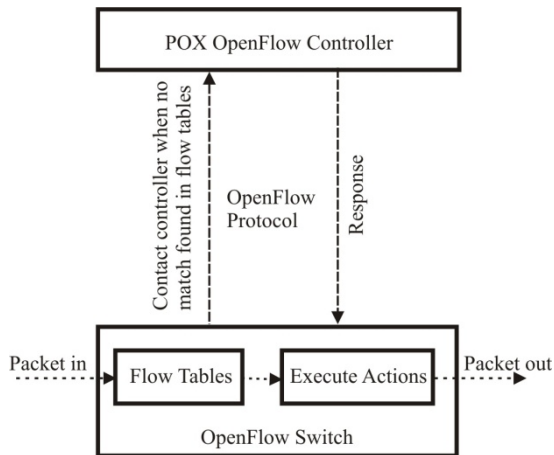 POX OpenFlow Controller
Contact controller when no
match found in flow tables
OpenFlow
Protocol
Response
Packet in
Flow Tables
Execute Actions
Packet out
OpenFlow Switch